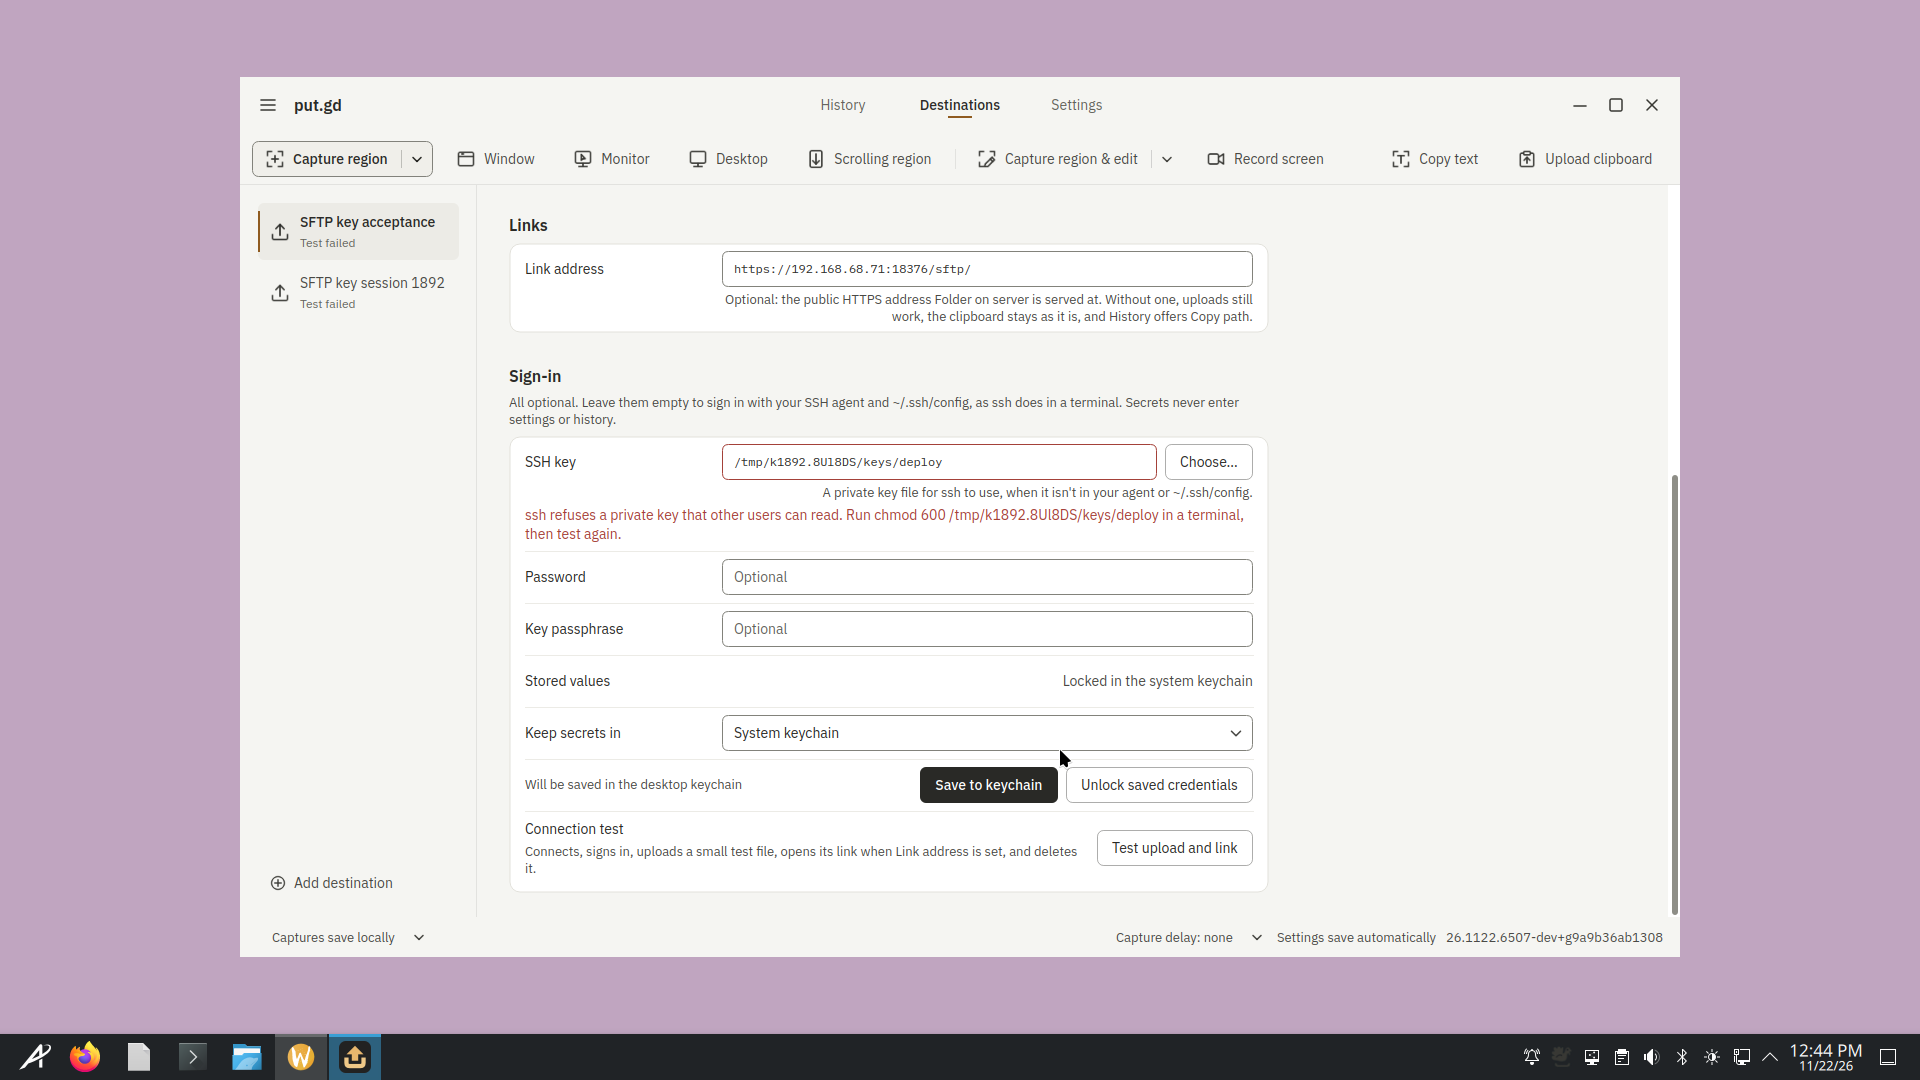 put.gd
History
Destinations
Settings
Capture region
Window
Monitor
Desktop
Scrolling region
Capture region & edit
Record screen
Copy text
Upload clipboard
SFTP key acceptance
Test failed
SFTP key session 1892
Test failed
Add destination
Links
Link address
https://192.168.68.71:18376/sftp/
Optional: the public HTTPS address Folder on server is served at. Without one, uploads still
work, the clipboard stays as it is, and History offers Copy path.
Sign-in
All optional. Leave them empty to sign in with your SSH agent and ~/.ssh/config, as ssh does in a terminal. Secrets never enter
settings or history.
SSH key
/tmp/k1892.8Ul8DS/keys/deploy
Choose...
A private key file for ssh to use, when it isn't in your agent or ~/.ssh/config.
ssh refuses a private key that other users can read. Run chmod 600 /tmp/k1892.8Ul8DS/keys/deploy in a terminal,
then test again.
Password
Optional
Key passphrase
Optional
Stored values
Locked in the system keychain
Keep secrets in
System keychain
Will be saved in the desktop keychain
Save to keychain
Unlock saved credentials
Connection test
Connects, signs in, uploads a small test file, opens its link when Link address is set, and deletes
it.
Test upload and link
Captures save locally
Capture delay: none
Settings save automatically
26.1122.6507-dev+g9a9b36ab1308
12:44 PM
11/22/26